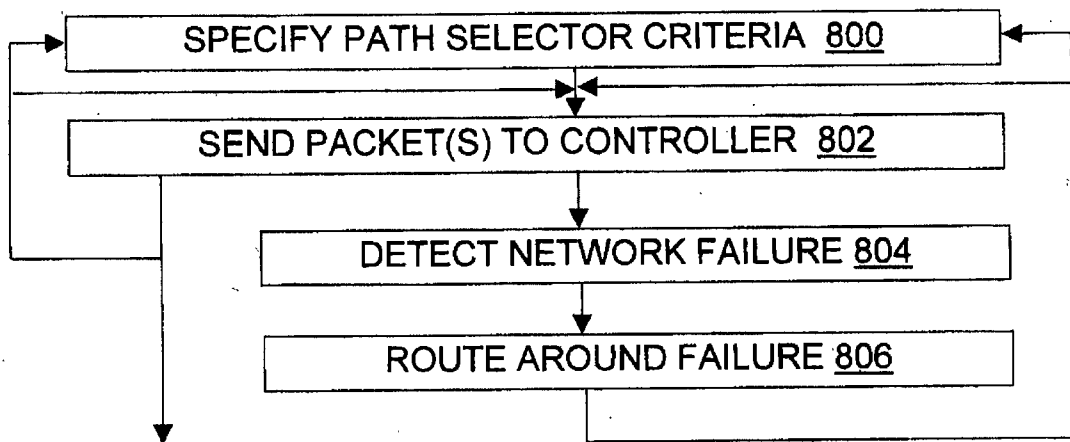 SPECIFY PATH SELECTOR CRITERIA 800
SEND PACKET(S) TO CONTROLLER 802
DETECT NETWORK FAILURE 804
ROUTE AROUND FAILURE 806